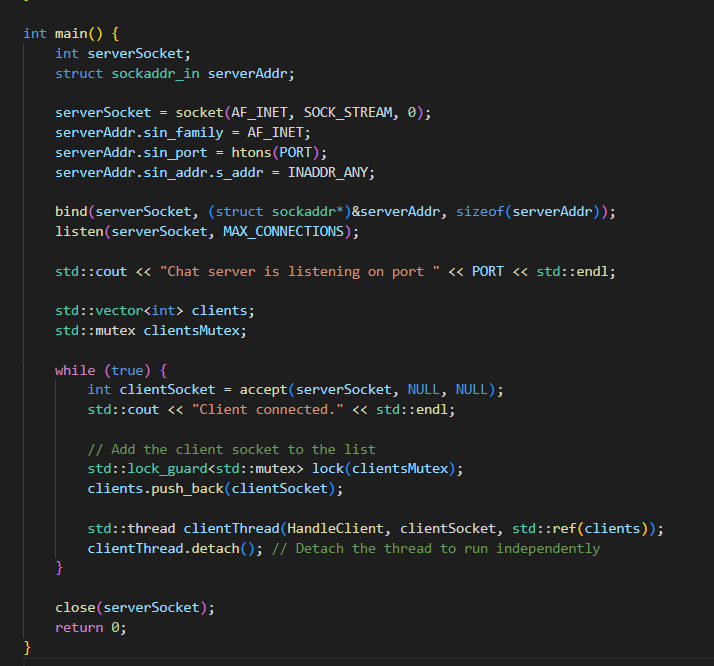 int main() {
    int serverSocket;
    struct sockaddr_in serverAddr;

    serverSocket = socket(AF_INET, SOCK_STREAM, 0);
    serverAddr.sin_family = AF_INET;
    serverAddr.sin_port = htons(PORT);
    serverAddr.sin_addr.s_addr = INADDR_ANY;

    bind(serverSocket, (struct sockaddr*)&serverAddr, sizeof(serverAddr));
    listen(serverSocket, MAX_CONNECTIONS);

    std::cout << "Chat server is listening on port " << PORT << std::endl;

    std::vector<int> clients;
    std::mutex clientsMutex;

    while (true) {
        int clientSocket = accept(serverSocket, NULL, NULL);
        std::cout << "Client connected." << std::endl;

        // Add the client socket to the list
        std::lock_guard<std::mutex> lock(clientsMutex);
        clients.push_back(clientSocket);

        std::thread clientThread(HandleClient, clientSocket, std::ref(clients));
        clientThread.detach(); // Detach the thread to run independently
    }

    close(serverSocket);
    return 0;
}